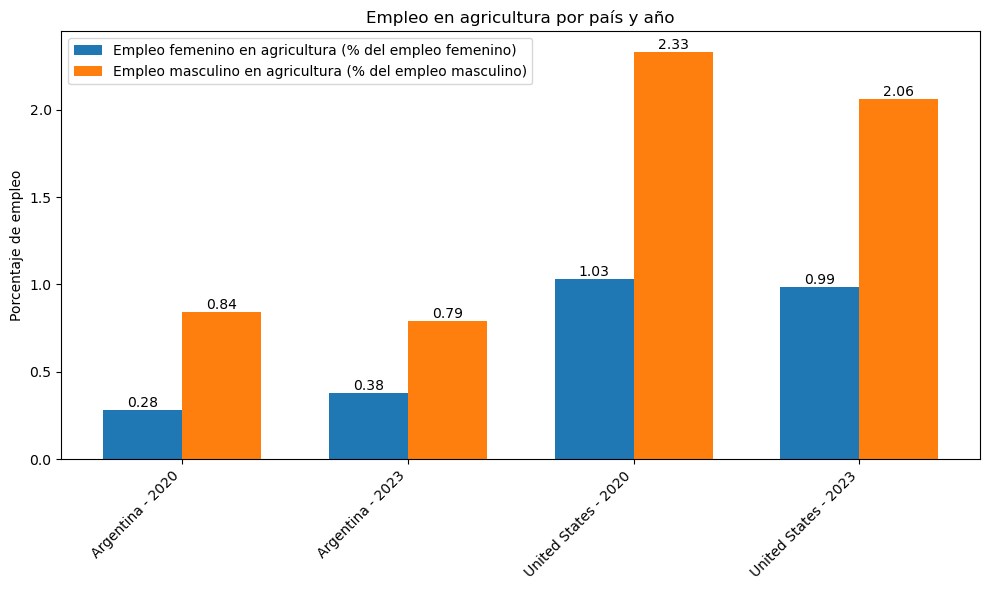 Empleo en agricultura por país y año
Empleo femenino en agricultura (% del empleo femenino)
Empleo masculino en agricultura (% del empleo masculino)
Porcentaje de empleo
2.0
1.5
1.0
0.5
0.0
0.28
0.84
0.38
0.79
1.03
2.33
0.99
2.06
Argentina - 2020
Argentina - 2023
United States - 2020
United States - 2023